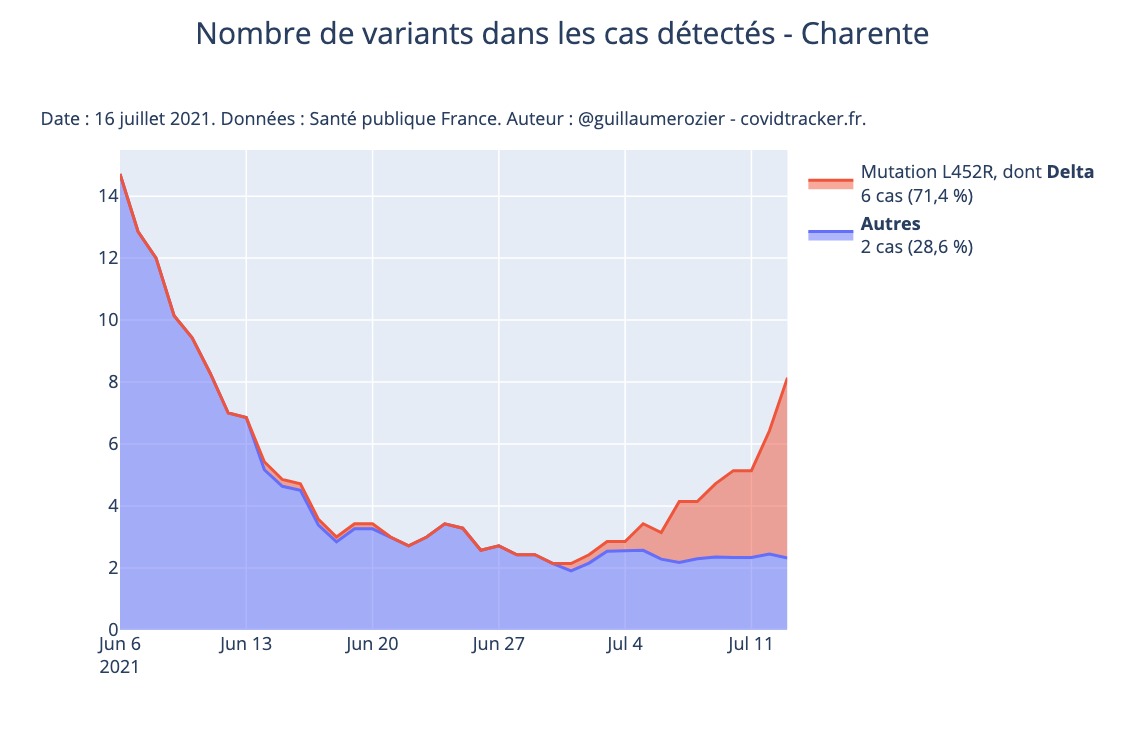 Nombre de variants dans les cas détectés - Charente
Date : 16 juillet 2021. Données : Santé publique France. Auteur : @guillaumerozier - covidtracker.fr.
Mutation L452R, dont Delta
6 cas (71,4 %)
Autres
2 cas (28,6 %)
14
12
10
8
6
4
2
0
Jun 6 Jun 13 Jun 20 Jun 27 Jul 4 Jul 11
2021